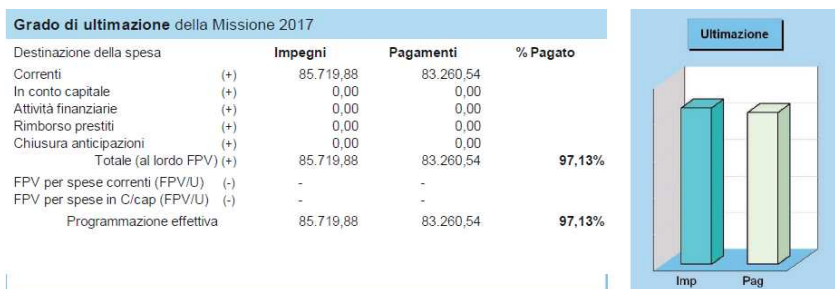 Grado di ultimazione della Missione 2017
Destinazione della spesa Impegni Pagamenti % Pagato
Correnti (+) 85.719,88 83.260,54
In conto capitale (+) 0,00 0,00
Attività finanziarie (+) 0,00 0,00
Rimborso prestiti (+) 0,00 0,00
Chiusura anticipazioni (+) 0,00 0,00
Totale (al lordo FPV) (+) 85.719,88 83.260,54 97,13%
FPV per spese correnti (FPV/U) (-) - -
FPV per spese in C/cap (FPV/U) (-) - -
Programmazione effettiva 85.719,88 83.260,54 97,13%
Ultimazione
Imp Pag